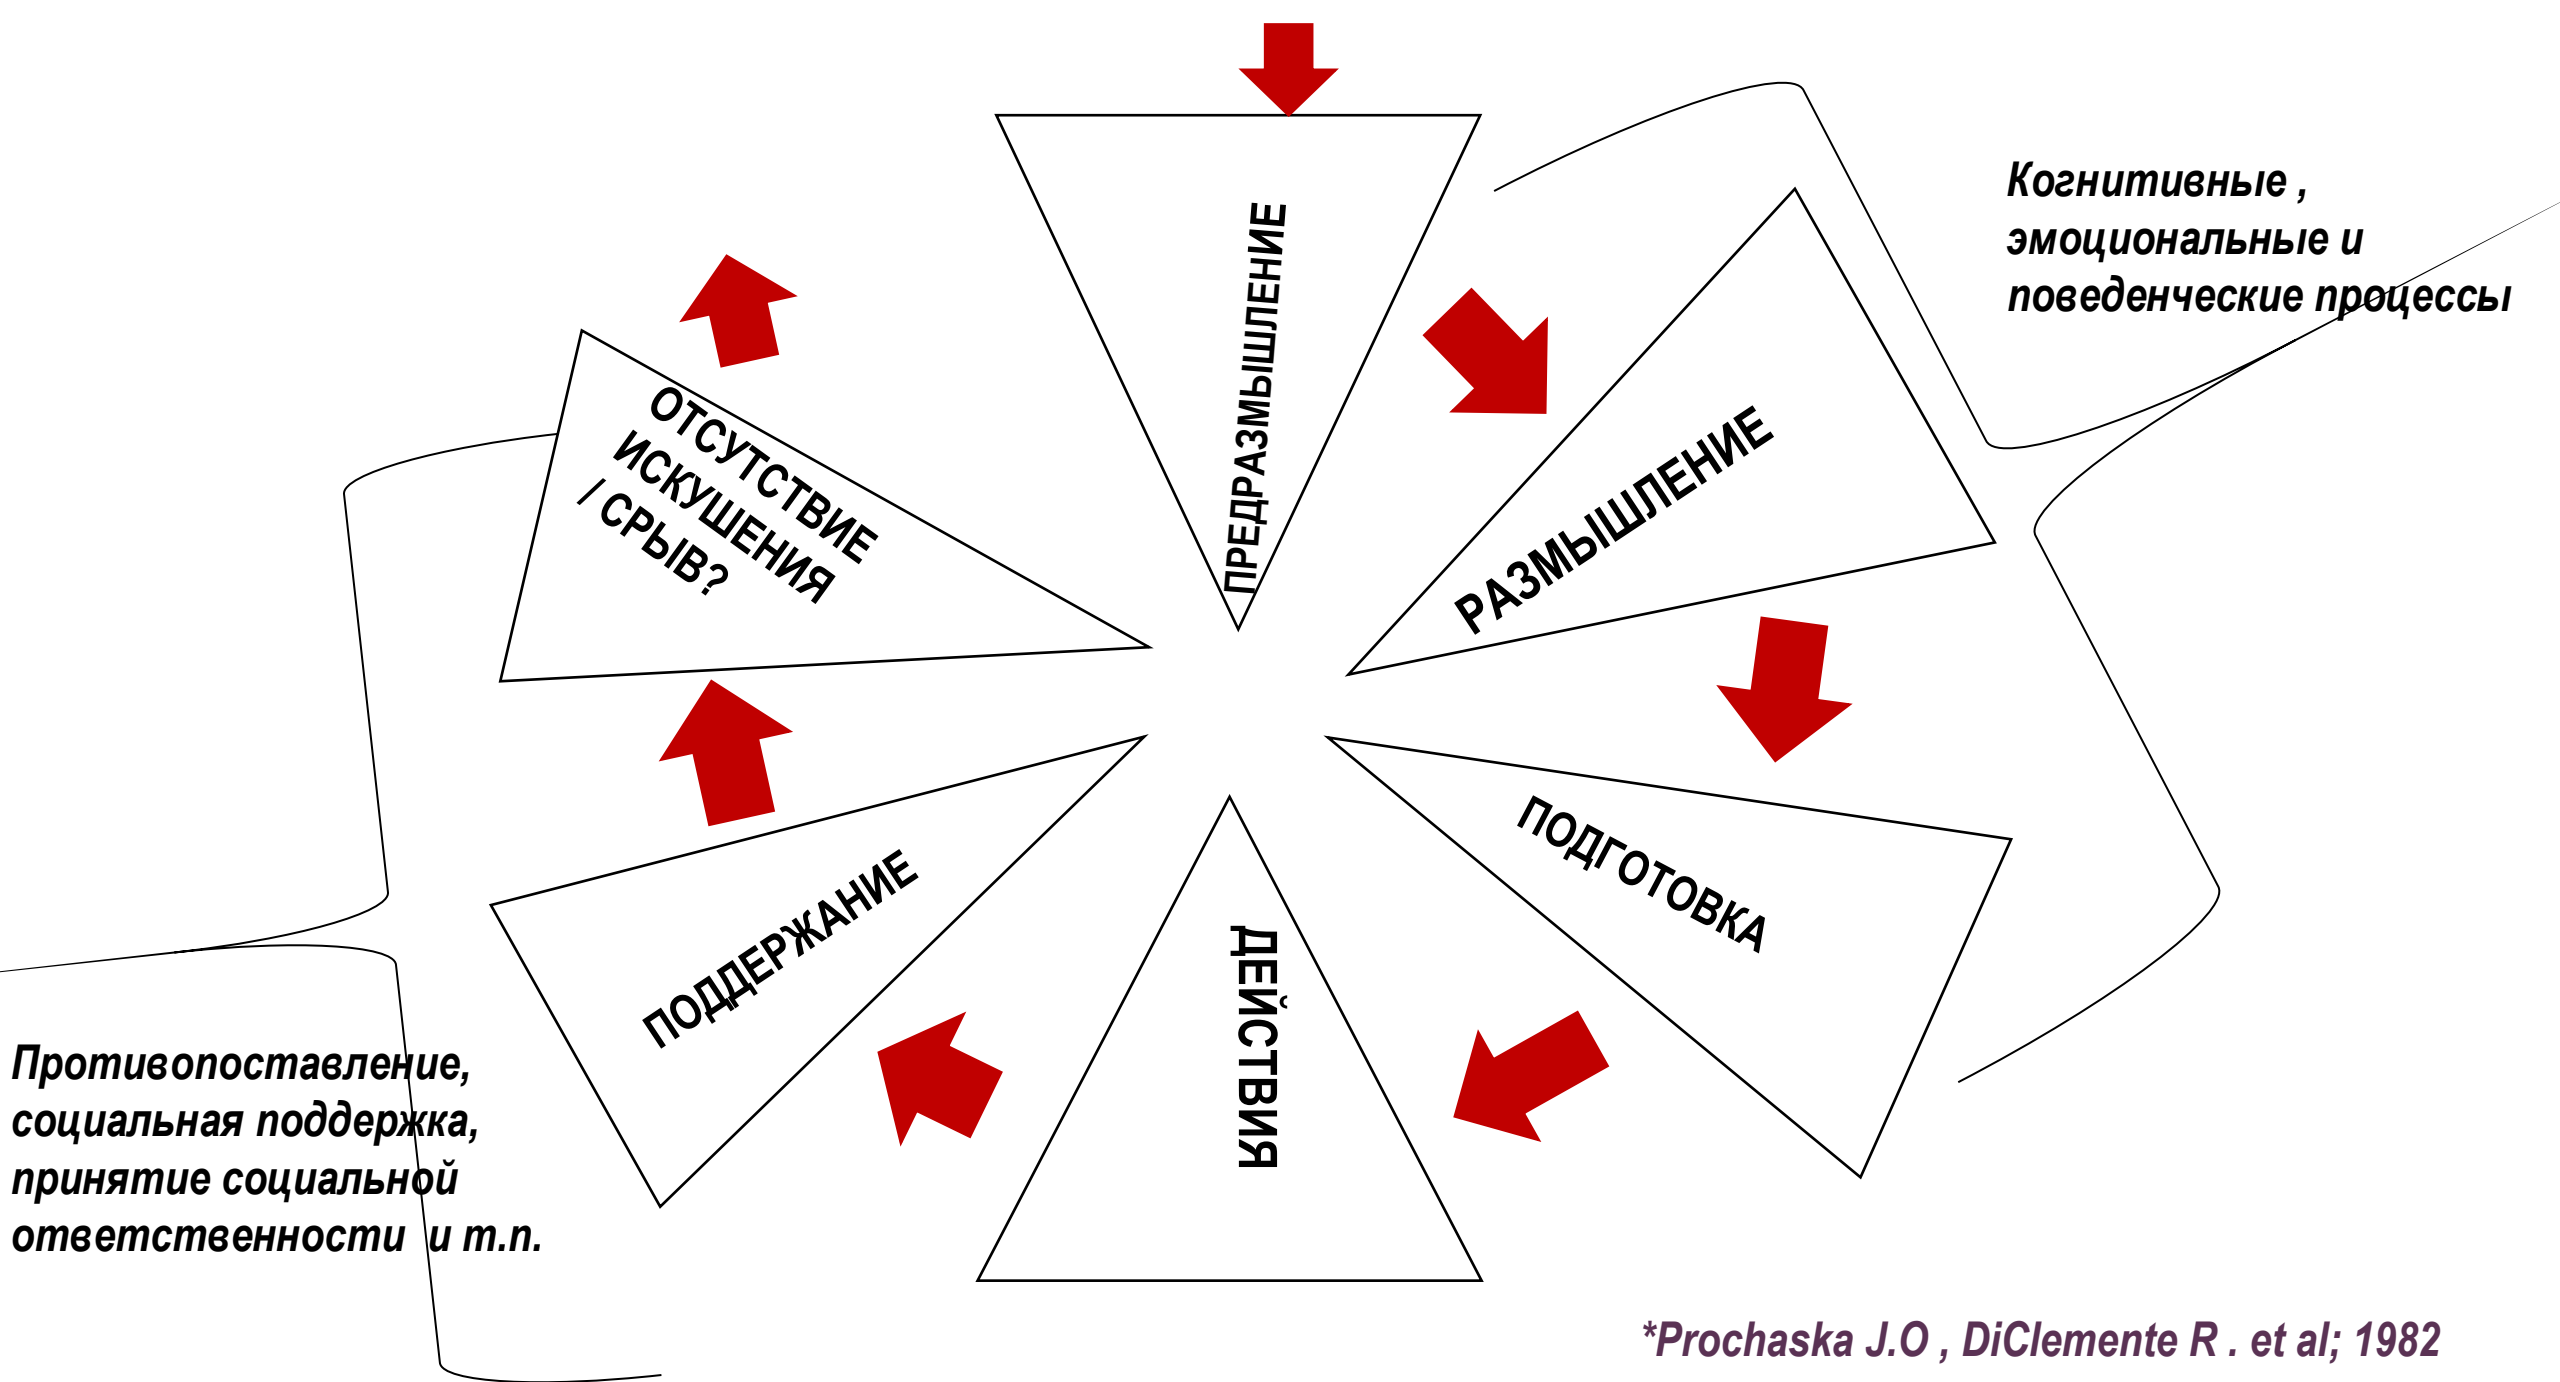 ПРЕДРАЗМЫШЛЕНИЕ
Когнитивные ,
эмоциональные и
поведенческие процессы
РАЗМЫШЛЕНИЕ
ОТСУТСТВИЕ
ИСКУШЕНИЯ
/ СРЫВ?
ПОДГОТОВКА
ПОДДЕРЖАНИЕ
ДЕЙСТВИЯ
Противопоставление,
социальная поддержка,
принятие социальной
ответственности и т.п.
*Prochaska J.O , DiClemente R . et al; 1982